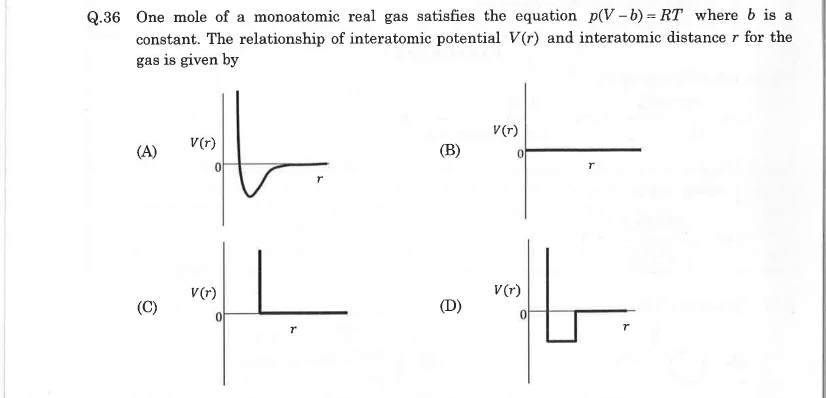 Q.36 One mole of a monoatomic real gas satisfies the equation p(V – b) = RT where b is a
constant. The relationship of interatomic potential V(r) and interatomic distance r for the
gas is given by
(A) V(r) 0 r
(B) V(r) 0 r
(C) V(r) 0 r
(D) V(r) 0 r